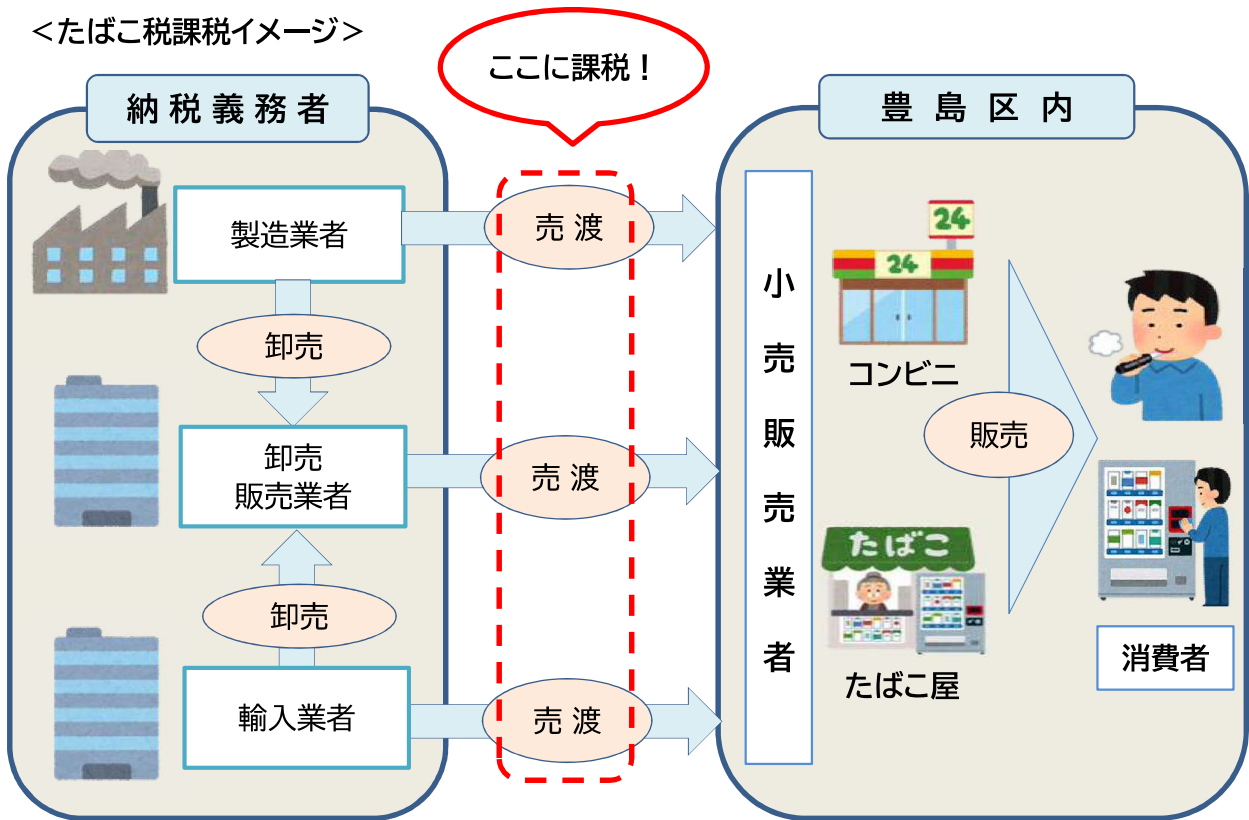 ＜たばこ税課税イメージ＞
ここに課税！
納税義務者
豊島区内
製造業者
売渡
卸売
卸売
販売業者
売渡
卸売
輸入業者
売渡
小売販売業者
24
24
コンビニ
販売
たばこ
たばこ屋
消費者